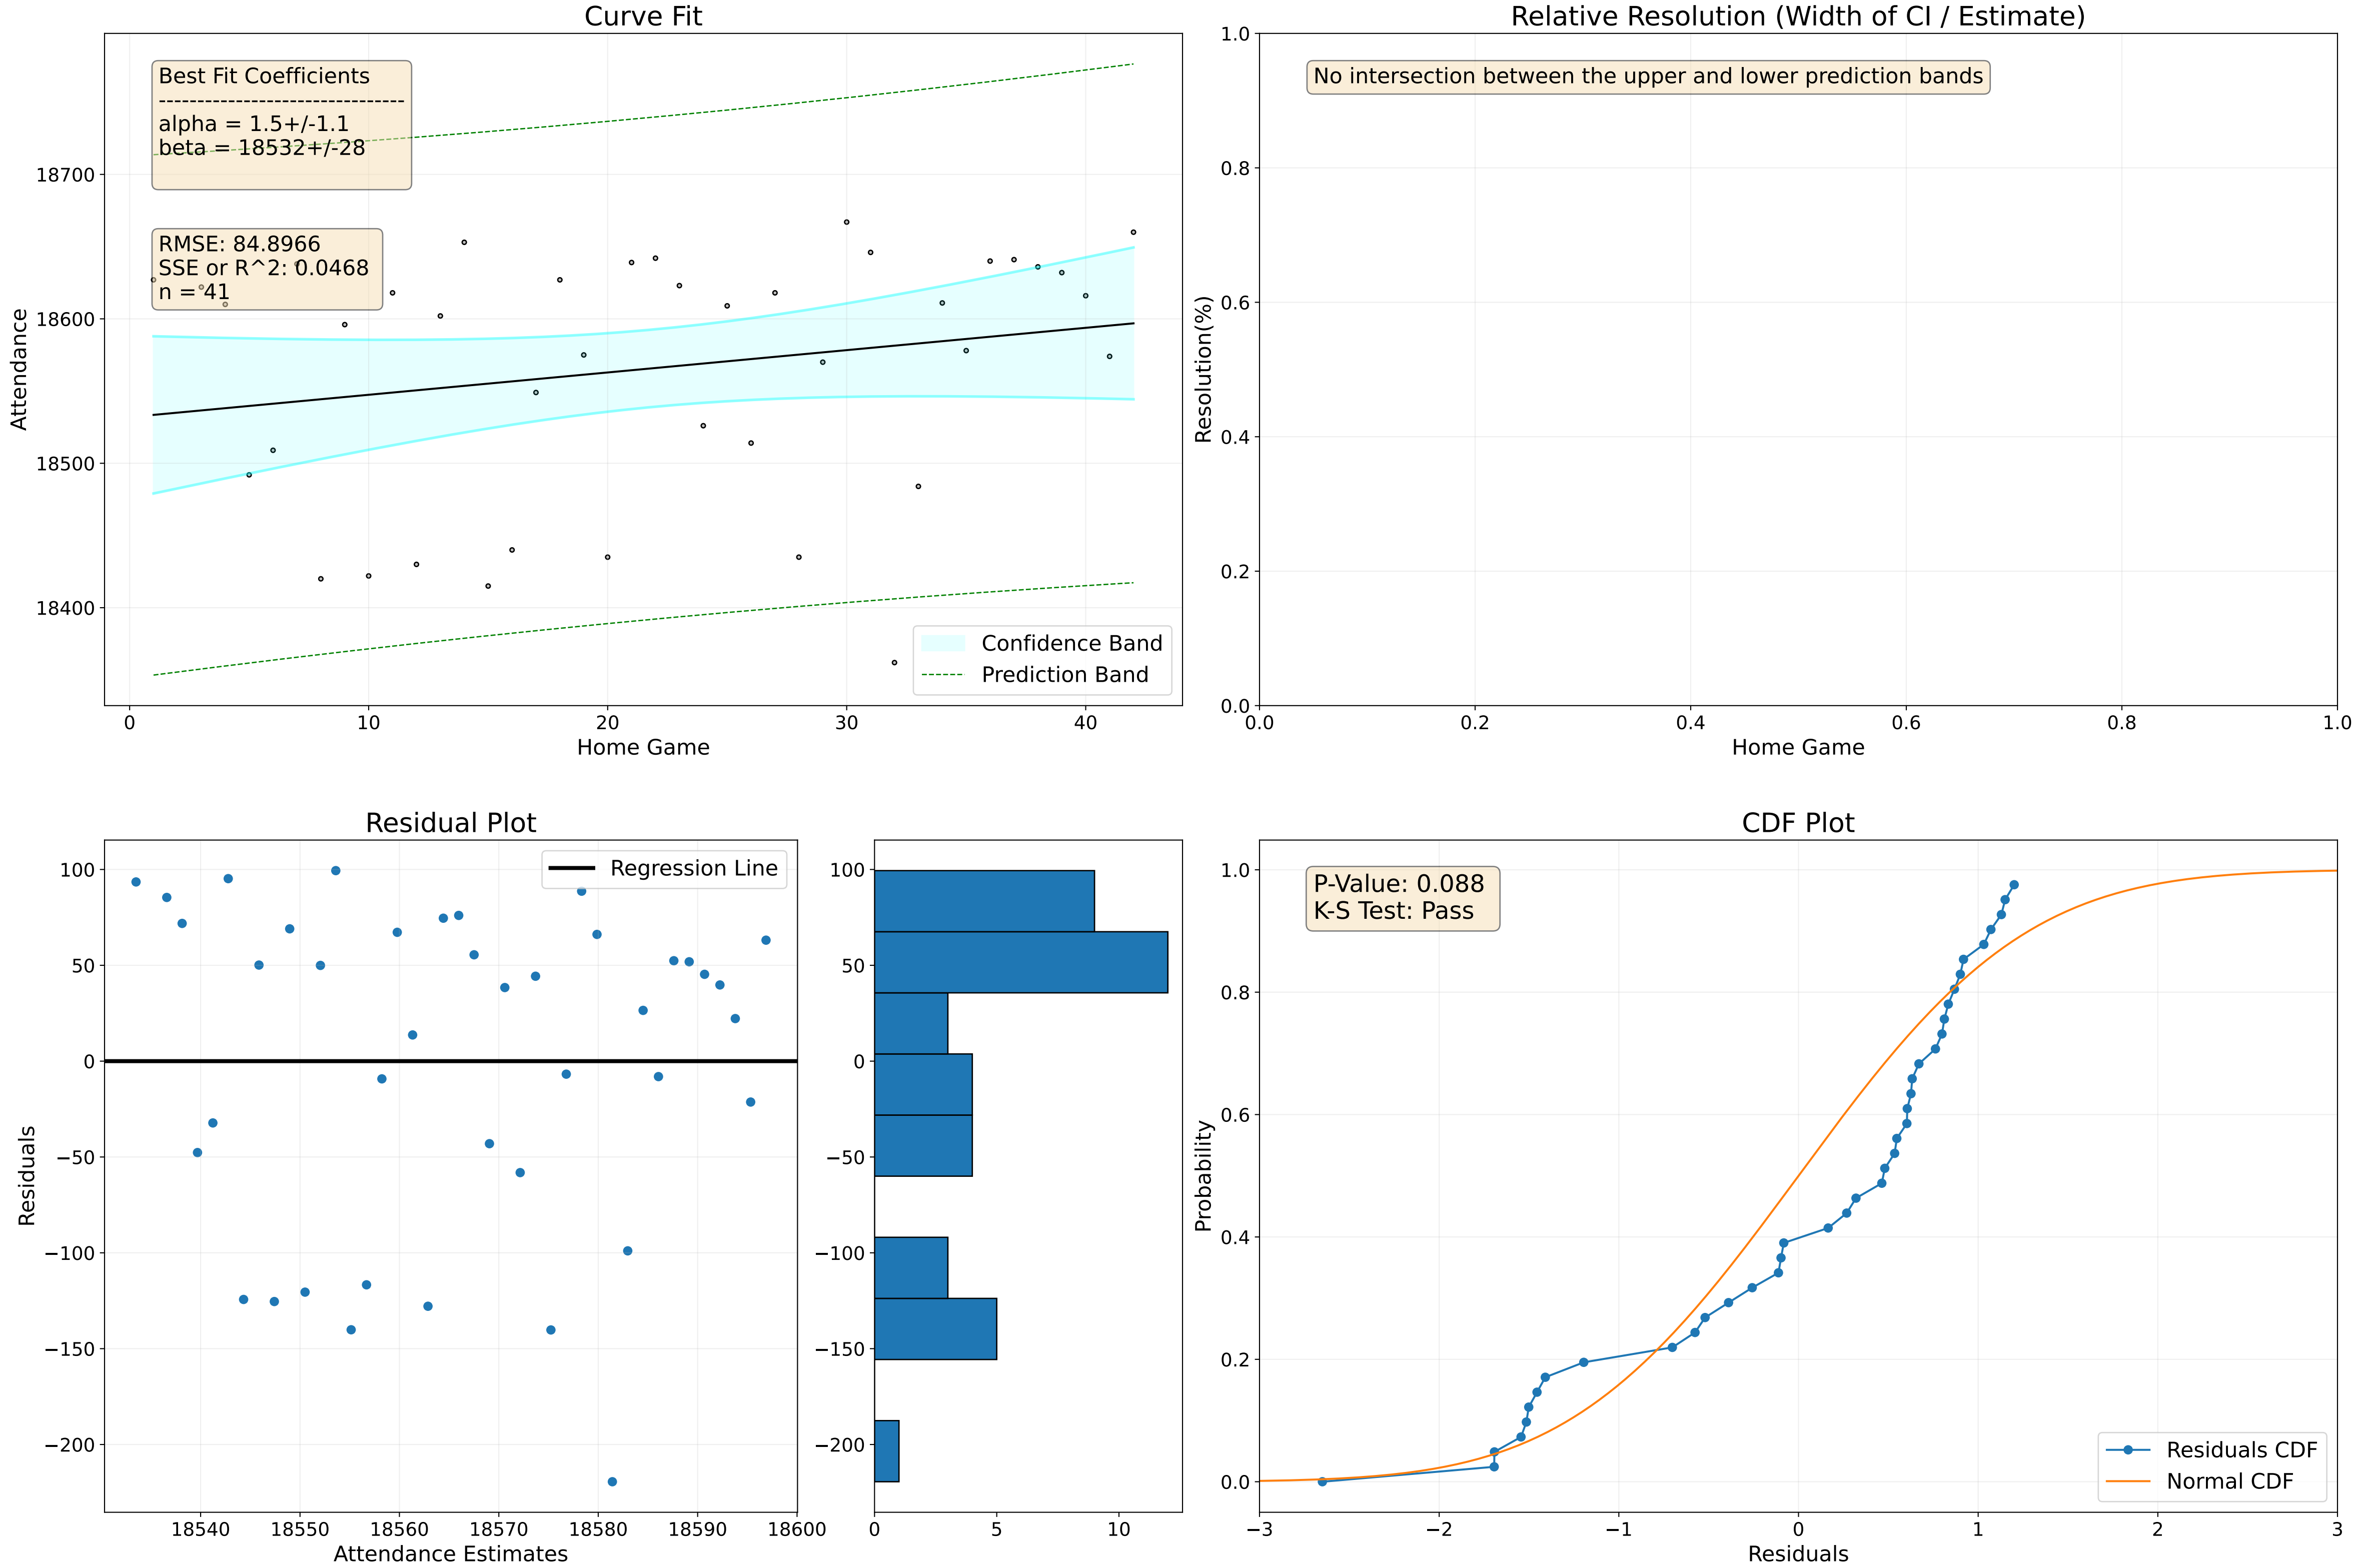 Curve Fit
Best Fit Coefficients
---------------------------
alpha = 1.5+/-1.1
beta = 18532+/-28
RMSE: 84.8966
SSE or R^2: 0.0468
n = 41
18700
18600
18500
18400
Attendance
0 10 20 30 40
Home Game
Confidence Band
Prediction Band
Relative Resolution (Width of CI / Estimate)
No intersection between the upper and lower prediction bands
1.0
0.8
0.6
0.4
0.2
0.0
Resolution(%)
0.0 0.2 0.4 0.6 0.8 1.0
Home Game
Residual Plot
Regression Line
100
50
0
−50
−100
−150
−200
Residuals
18540 18550 18560 18570 18580 18590 18600
Attendance Estimates
100
50
0
−50
−100
−150
−200
0 5 10
CDF Plot
P-Value: 0.088
K-S Test: Pass
1.0
0.8
0.6
0.4
0.2
0.0
Probability
−3 −2 −1 0 1 2 3
Residuals
Residuals CDF
Normal CDF